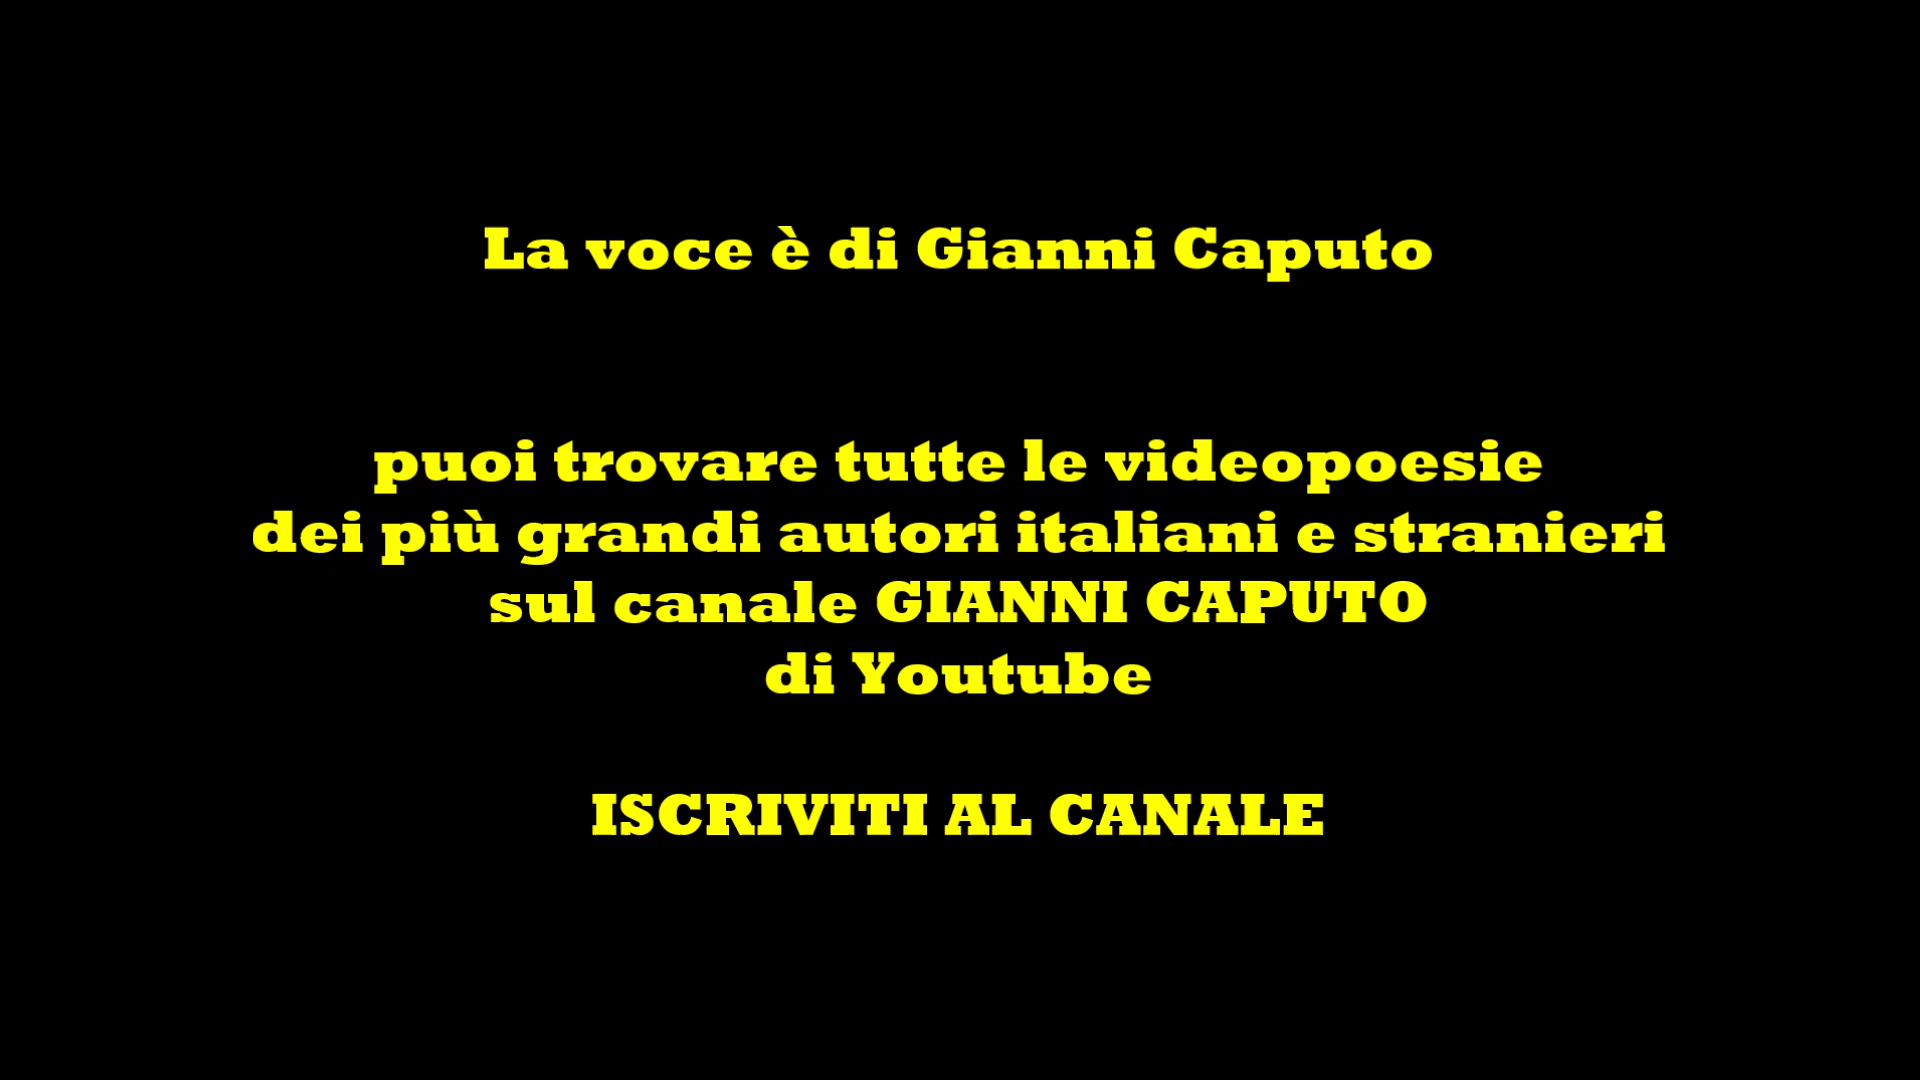 La voce è di Gianni Caputo
puoi trovare tutte le videopoesie
dei più grandi autori italiani e stranieri
sul canale GIANNI CAPUTO
di Youtube
ISCRIVITI AL CANALE